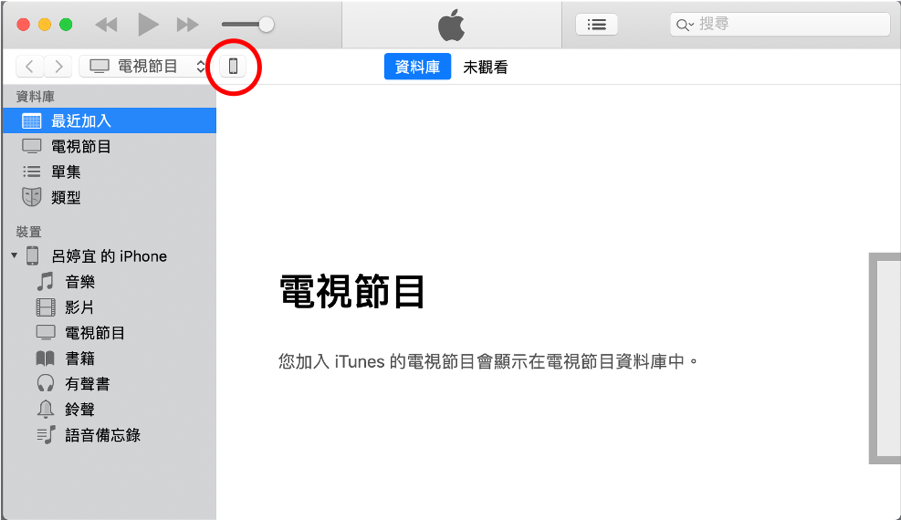 搜尋
電視節目
資料庫 未觀看
資料庫
最近加入
電視節目
單集
類型
裝置
呂婷宜 的 iPhone
音樂
影片
電視節目
書籍
有聲書
鈴聲
語音備忘錄
電視節目
您加入 iTunes 的電視節目會顯示在電視節目資料庫中。